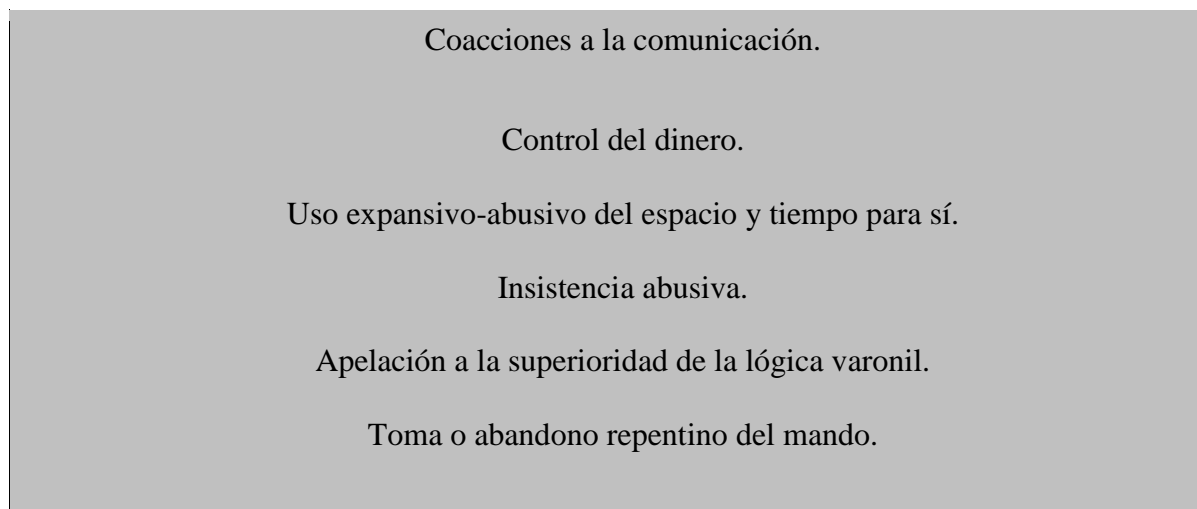 Coacciones a la comunicación.
Control del dinero.
Uso expansivo-abusivo del espacio y tiempo para sí.
Insistencia abusiva.
Apelación a la superioridad de la lógica varonil.
Toma o abandono repentino del mando.